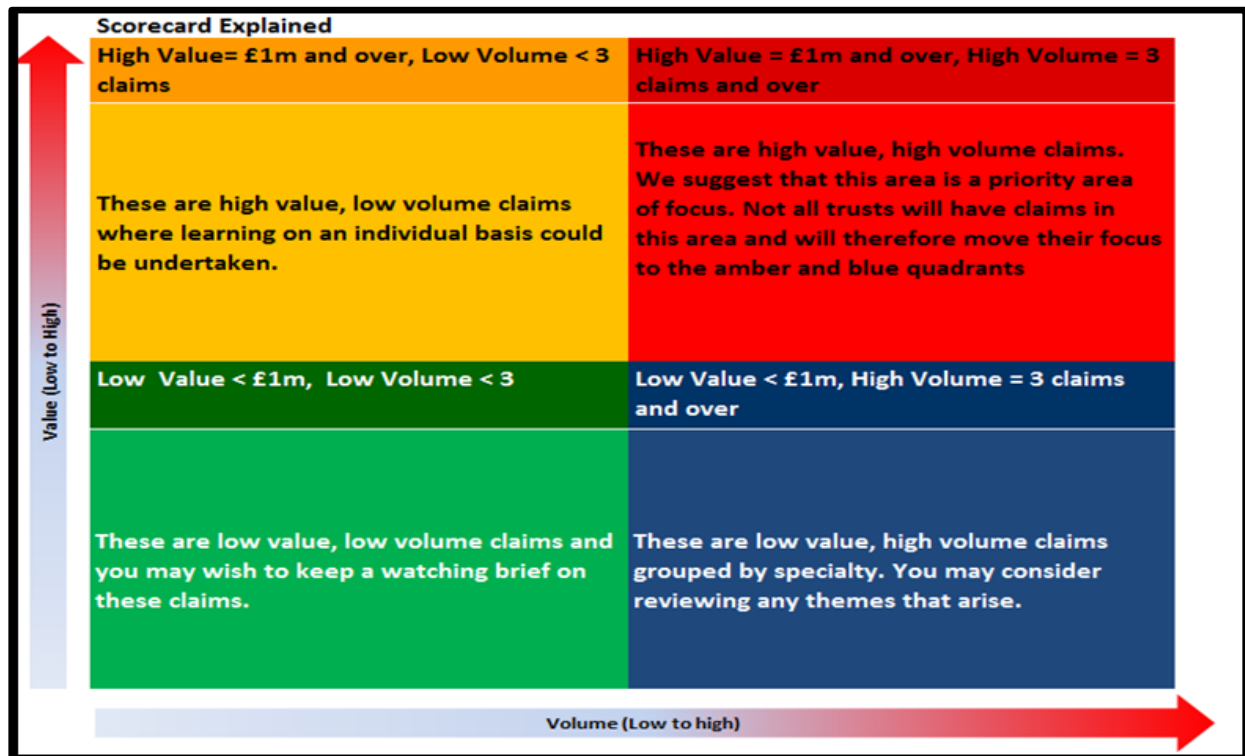 Scorecard Explained
High Value= £1m and over, Low Volume < 3
claims
High Value = £1m and over, High Volume = 3
claims and over
These are high value, low volume claims
where learning on an individual basis could
be undertaken.
These are high value, high volume claims.
We suggest that this area is a priority area
of focus. Not all trusts will have claims in
this area and will therefore move their focus
to the amber and blue quadrants
Low  Value < £1m,  Low Volume < 3
Low Value < £1m, High Volume = 3 claims
and over
These are low value, low volume claims and
you may wish to keep a watching brief on
these claims.
These are low value, high volume claims
grouped by specialty. You may consider
reviewing any themes that arise.
Value (Low to High)
Volume (Low to high)